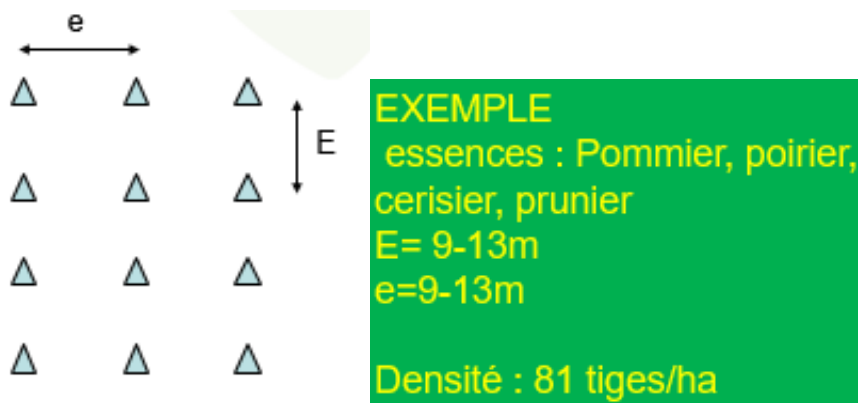 e
E
EXEMPLE
essences : Pommier, poirier,
cerisier, prunier
E= 9-13m
e=9-13m
Densité : 81 tiges/ha